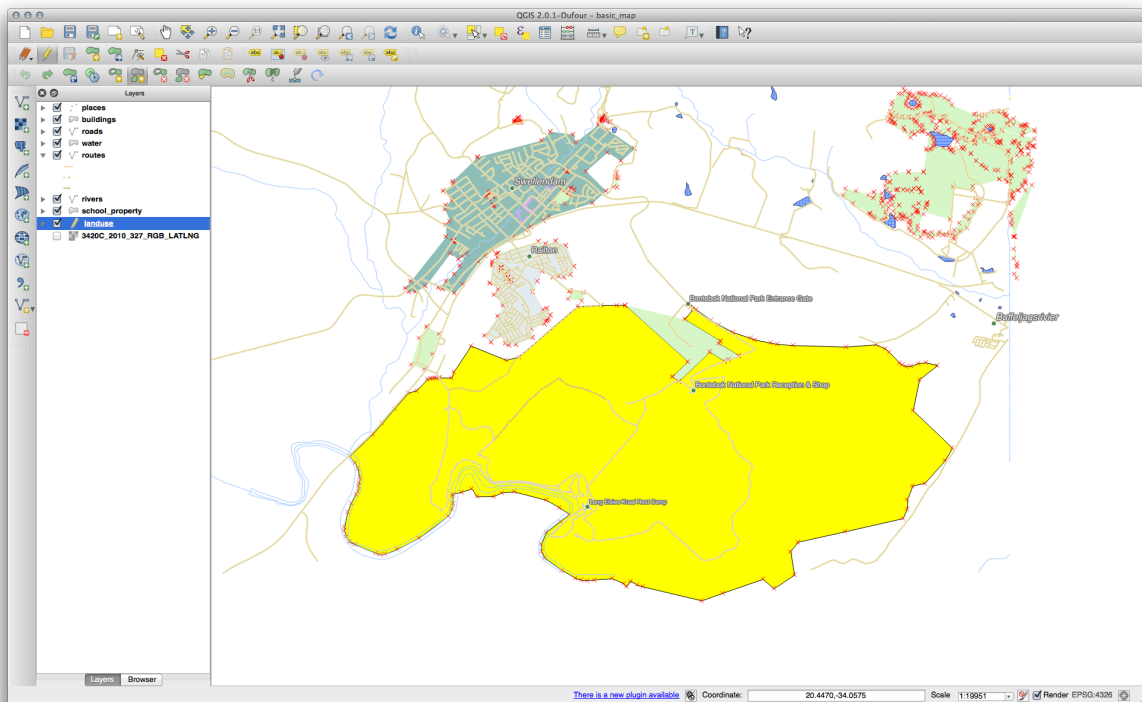 QGIS 2.0.1-Dufour - basic_map
Layers
places
buildings
roads
water
routes
rivers
school_property
landuse
3420C_2010_327_RGB_LATLNG
Swellendam
Railton
Bontebok National Park Entrance Gate
Buffeljagsrivier
Bontebok National Park Reception & Shop
Lang Elsies Kraal Rest Camp
Layers
Browser
There is a new plugin available
Coordinate:
20.4470,-34.0575
Scale
1:19951
Render
EPSG:4326